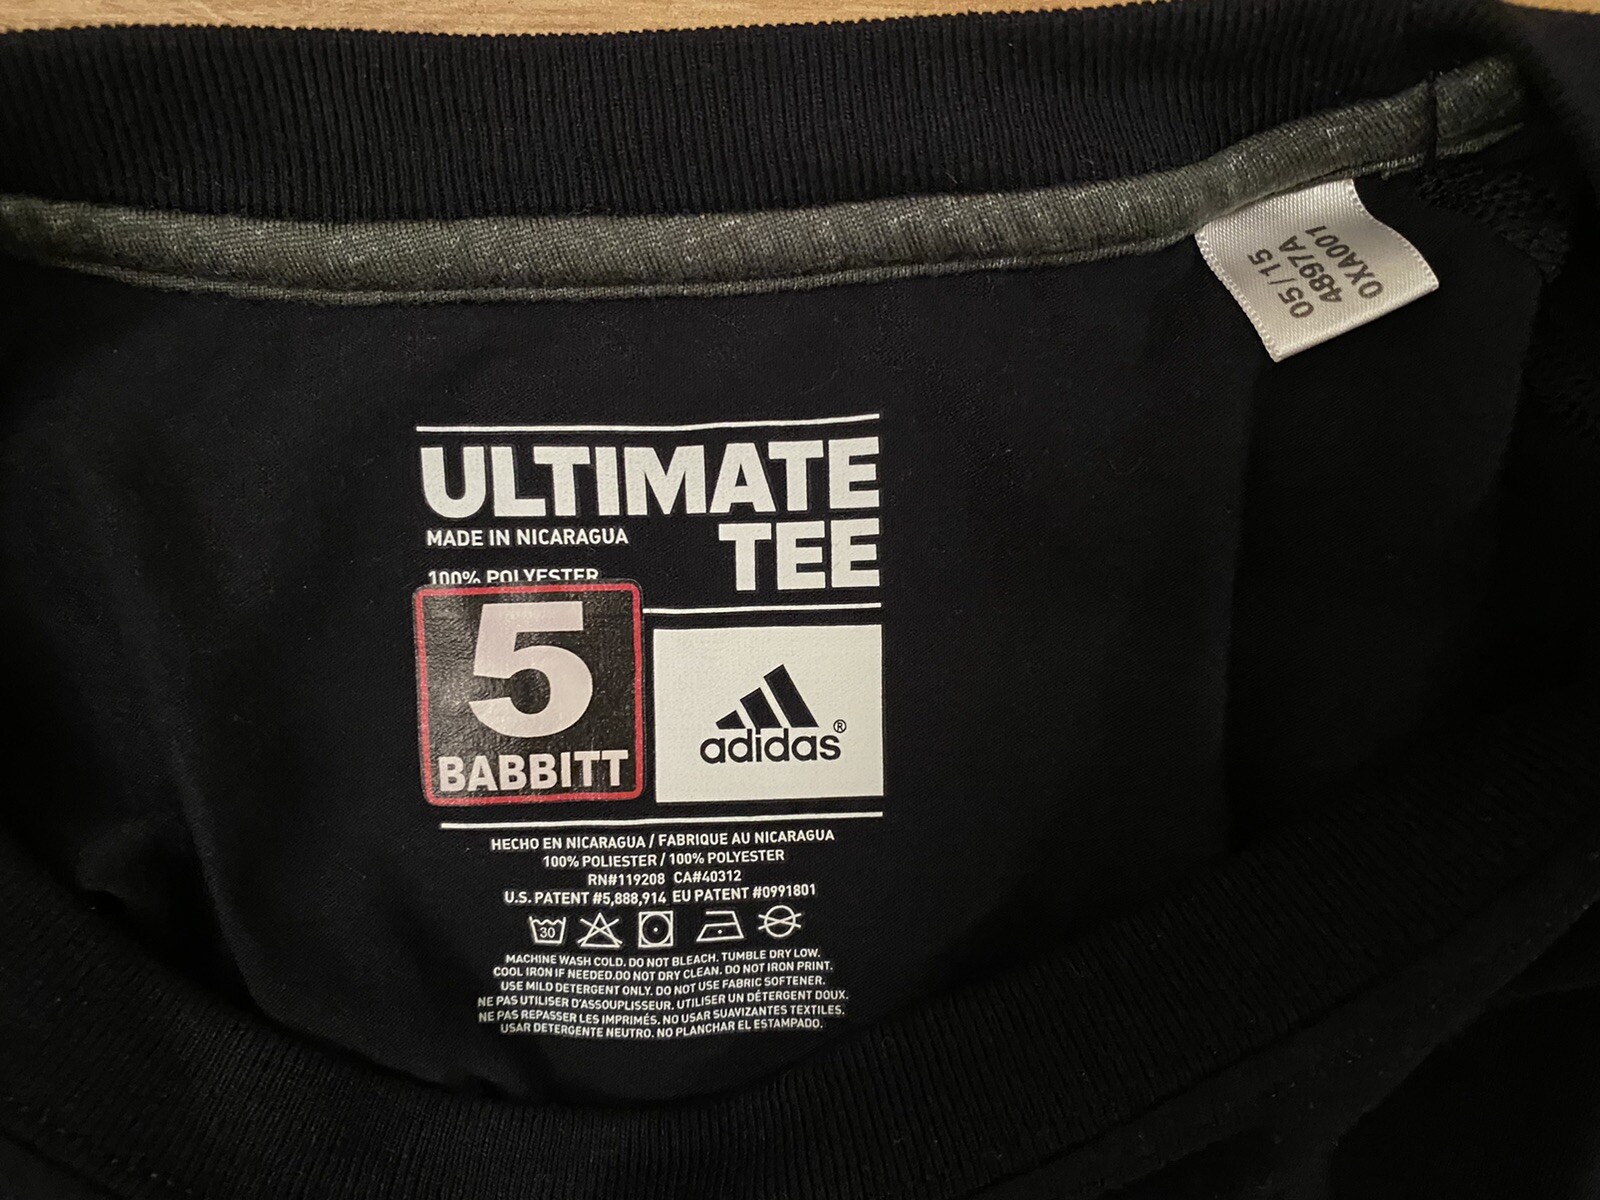 05/15
4897A
0XA001
ULTIMATE
TEE
MADE IN NICARAGUA
100% POLYESTER
5
BABBITT
adidas®
HECHO EN NICARAGUA / FABRIQUE AU NICARAGUA
100% POLIESTER / 100% POLYESTER
RN#119208 CA#40312
U.S. PATENT #5,888,914 EU PATENT #0991801
30
MACHINE WASH COLD. DO NOT BLEACH. TUMBLE DRY LOW.
COOL IRON IF NEEDED.DO NOT DRY CLEAN. DO NOT IRON PRINT.
USE MILD DETERGENT ONLY. DO NOT USE FABRIC SOFTENER.
NE PAS UTILISER D'ASSOUPLISSEUR. UTILISER UN DÉTERGENT DOUX.
NE PAS REPASSER LES IMPRIMÉS. NO USAR SUAVIZANTES TEXTILES.
USAR DETERGENTE NEUTRO. NO PLANCHAR EL ESTAMPADO.